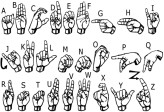 A B C D E F G H I
J K L M N O P Q
R S T U V W X Y Z